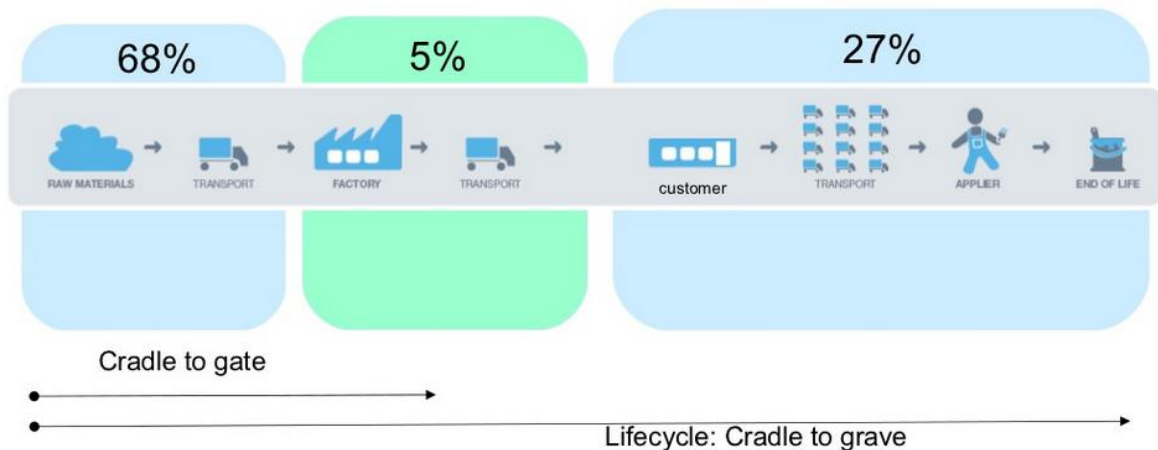 68%
5%
27%
RAW MATERIALS
TRANSPORT
FACTORY
TRANSPORT
customer
TRANSPORT
APPLIER
END OF LIFE
Cradle to gate
Lifecycle: Cradle to grave